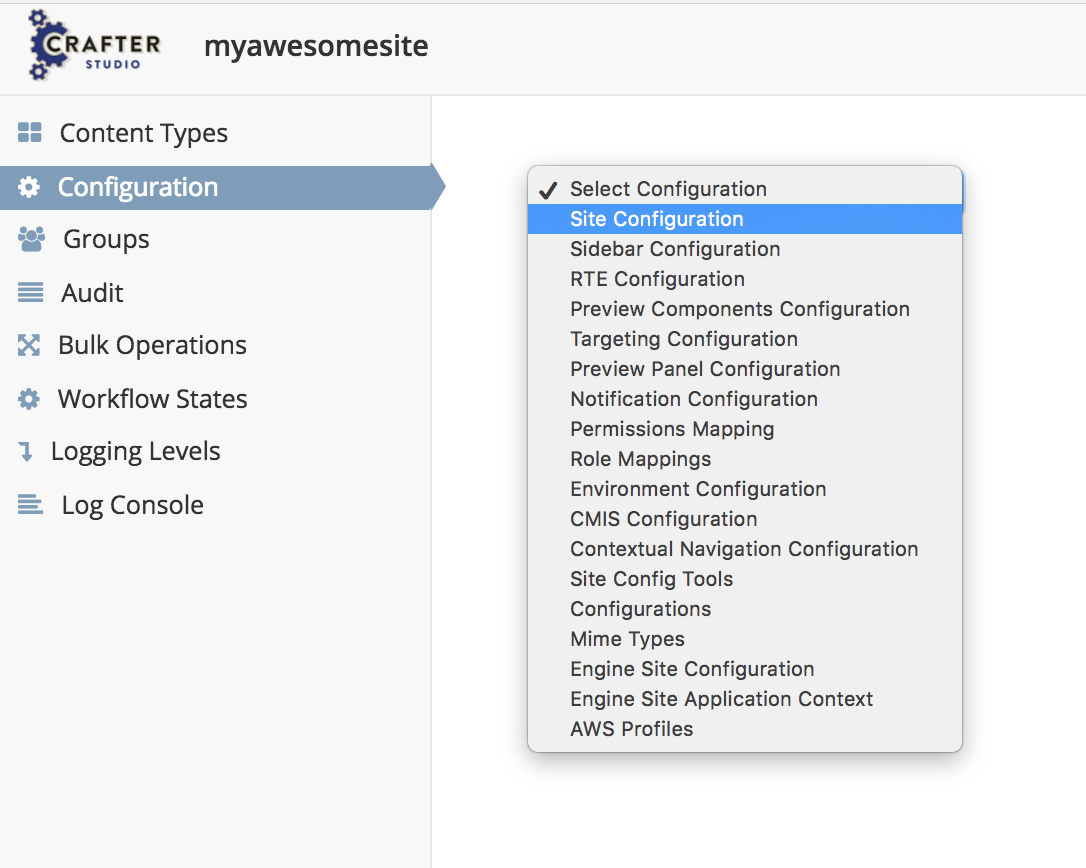 CRAFTER
STUDIO
myawesomesite
Content Types
Configuration
Groups
Audit
Bulk Operations
Workflow States
Logging Levels
Log Console
Select Configuration
Site Configuration
Sidebar Configuration
RTE Configuration
Preview Components Configuration
Targeting Configuration
Preview Panel Configuration
Notification Configuration
Permissions Mapping
Role Mappings
Environment Configuration
CMIS Configuration
Contextual Navigation Configuration
Site Config Tools
Configurations
Mime Types
Engine Site Configuration
Engine Site Application Context
AWS Profiles